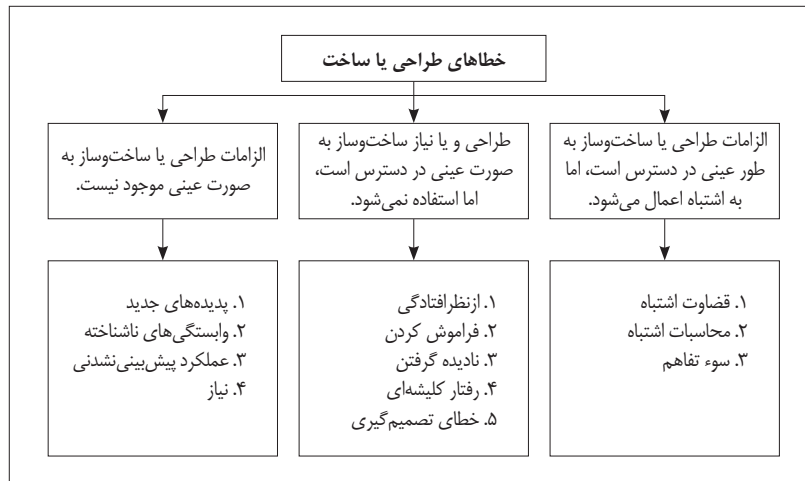 خطاهای طراحی یا ساخت
الزامات طراحی یا ساخت‌وساز به
طور عینی در دسترس است، اما
به اشتباه اعمال می‌شود.
طراحی و یا نیاز ساخت‌وساز به
صورت عینی در دسترس است،
اما استفاده نمی‌شود.
الزامات طراحی یا ساخت‌وساز به
صورت عینی موجود نیست.
۱. قضاوت اشتباه
۲. محاسبات اشتباه
۳. سوء تفاهم
۱. ازنظرافتادگی
۲. فراموش کردن
۳. نادیده گرفتن
۴. رفتار کلیشه‌ای
۵. خطای تصمیم‌گیری
۱. پدیده‌های جدید
۲. وابستگی‌های ناشناخته
۳. عملکرد پیش‌بینی‌نشدنی
۴. نیاز